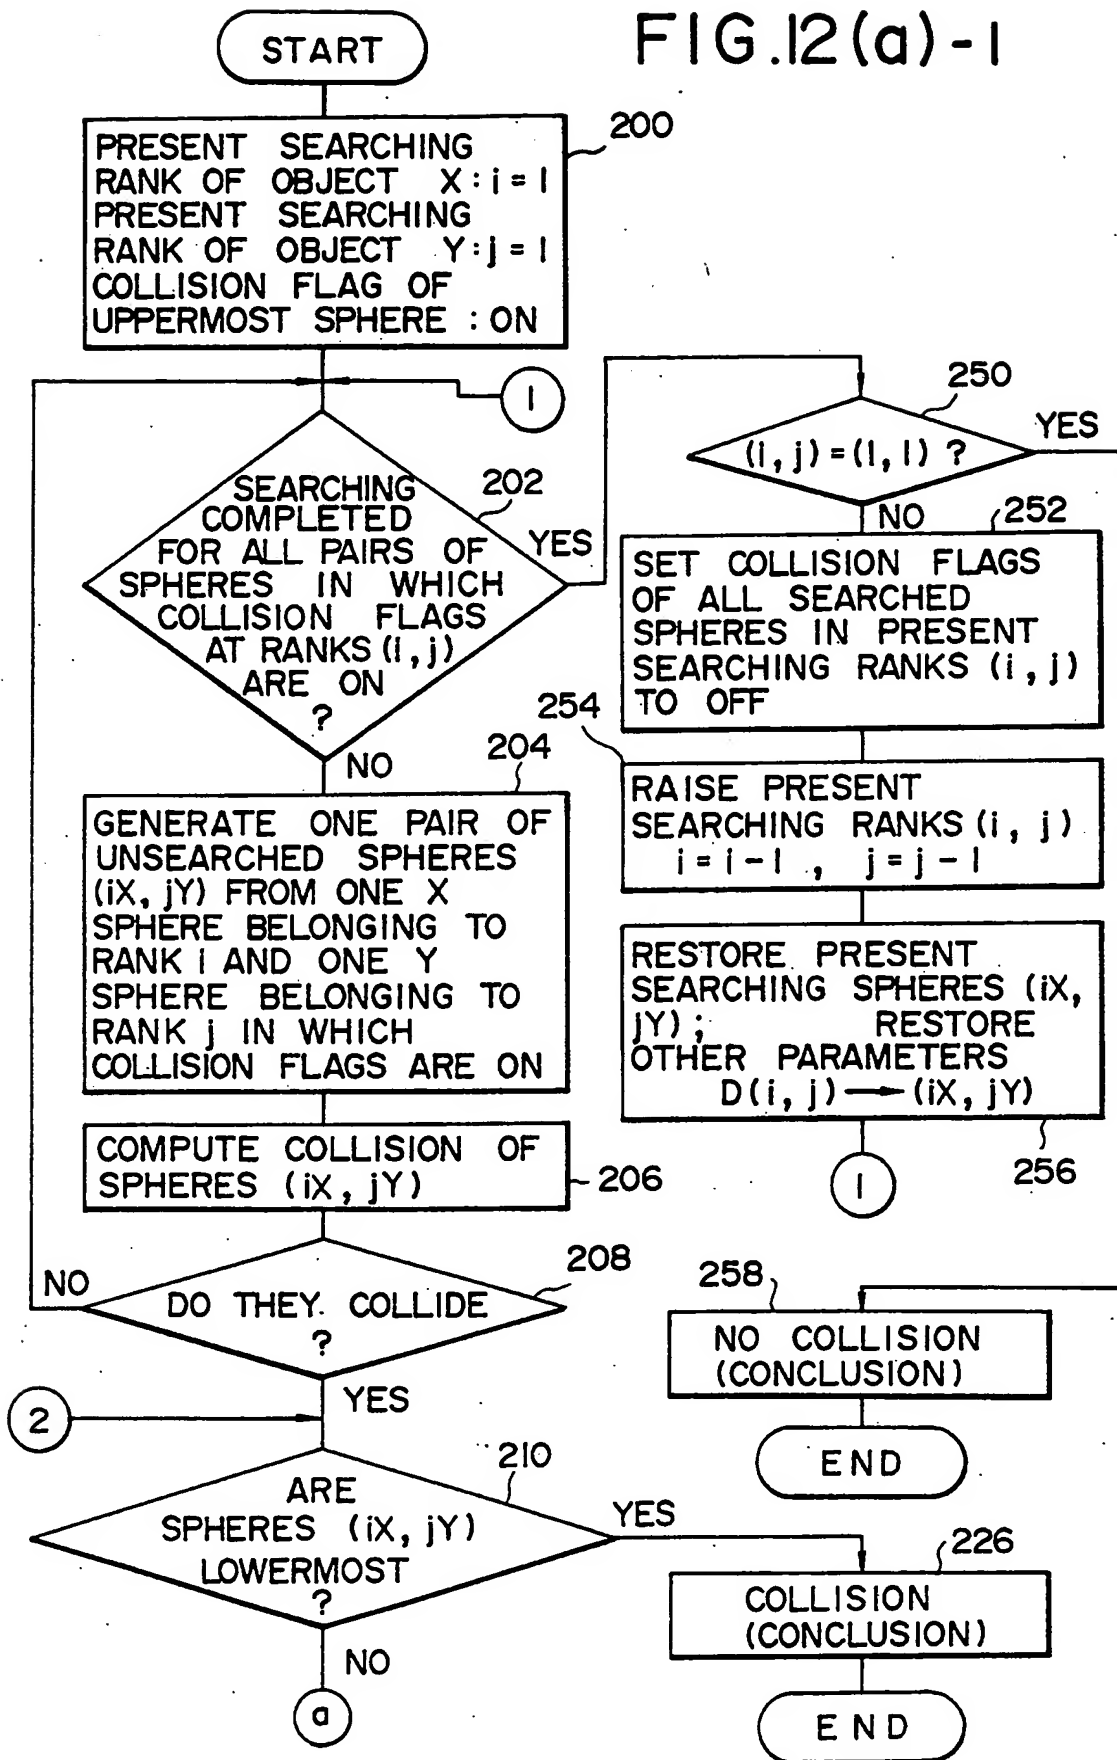 FIG.12(a)-1
START
200
PRESENT SEARCHING
RANK OF OBJECT X:i=1
PRESENT SEARCHING
RANK OF OBJECT Y:j=1
COLLISION FLAG OF
UPPERMOST SPHERE : ON
1
202
SEARCHING
COMPLETED
FOR ALL PAIRS OF
SPHERES IN WHICH
COLLISION FLAGS
AT RANKS (i,j)
ARE ON
?
YES
NO
204
GENERATE ONE PAIR OF
UNSEARCHED SPHERES
(iX, jY) FROM ONE X
SPHERE BELONGING TO
RANK i AND ONE Y
SPHERE BELONGING TO
RANK j IN WHICH
COLLISION FLAGS ARE ON
COMPUTE COLLISION OF
SPHERES (iX, jY)
206
208
NO
DO THEY COLLIDE
?
YES
2
210
ARE
SPHERES (iX, jY)
LOWERMOST
?
YES
NO
a
250
(i, j) = (1, 1) ?
YES
NO
252
SET COLLISION FLAGS
OF ALL SEARCHED
SPHERES IN PRESENT
SEARCHING RANKS (i, j)
TO OFF
254
RAISE PRESENT
SEARCHING RANKS (i, j)
i = i-1 , j = j-1
RESTORE PRESENT
SEARCHING SPHERES (iX,
jY); RESTORE
OTHER PARAMETERS
D(i, j) → (iX, jY)
256
1
258
NO COLLISION
(CONCLUSION)
END
226
COLLISION
(CONCLUSION)
END